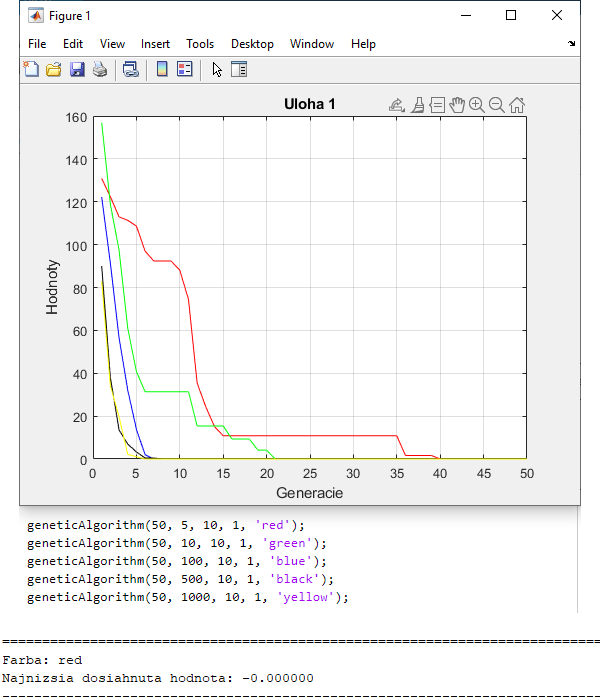 Figure 1
File Edit View Insert Tools Desktop Window Help
Uloha 1
160
140
120
100
80
60
40
20
0
Hodnoty
0 5 10 15 20 25 30 35 40 45 50
Generacie
geneticAlgorithm(50, 5, 10, 1, 'red');
geneticAlgorithm(50, 10, 10, 1, 'green');
geneticAlgorithm(50, 100, 10, 1, 'blue');
geneticAlgorithm(50, 500, 10, 1, 'black');
geneticAlgorithm(50, 1000, 10, 1, 'yellow');
Farba: red
Najnizsia dosiahnuta hodnota: -0.000000